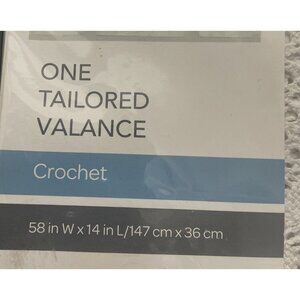 ONE
TAILORED
VALANCE
Crochet
58 in W x 14 in L/147 cm x 36 cm